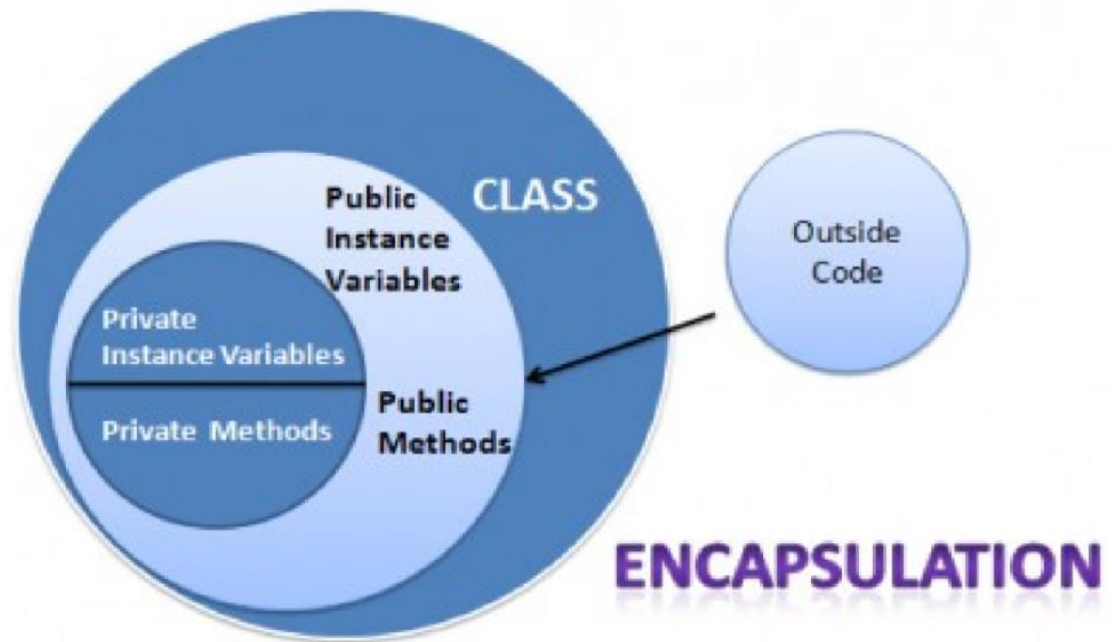 Public
Instance
Variables
CLASS
Outside
Code
Private
Instance Variables
Public
Methods
Private Methods
ENCAPSULATION